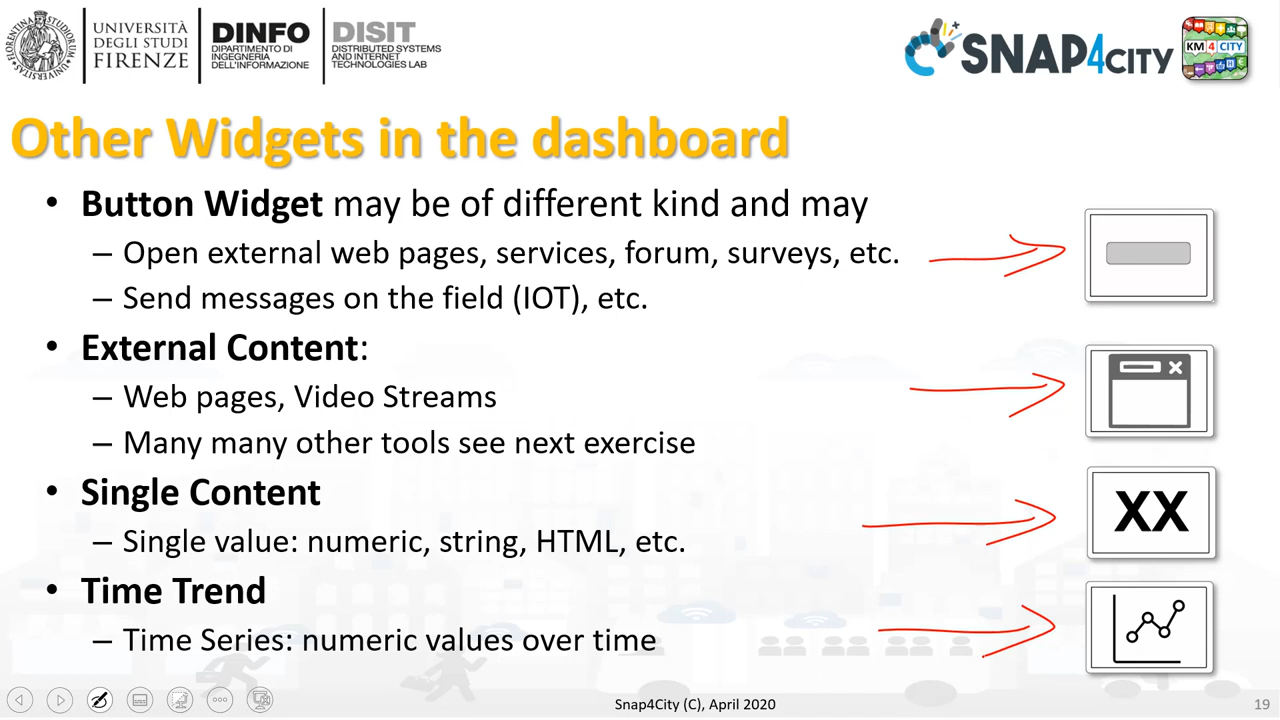 UNIVERSITÀ
DEGLI STUDI
FIRENZE
DINFO
DIPARTIMENTO DI
INGEGNERIA
DELL'INFORMAZIONE
DISIT
DISTRIBUTED SYSTEMS
AND INTERNET
TECHNOLOGIES LAB
SNAP4CITY
KM4CITY
Other Widgets in the dashboard
• Button Widget may be of different kind and may
– Open external web pages, services, forum, surveys, etc.
– Send messages on the field (IOT), etc.
• External Content:
– Web pages, Video Streams
– Many many other tools see next exercise
• Single Content
– Single value: numeric, string, HTML, etc.
XX
• Time Trend
– Time Series: numeric values over time
Snap4City (C), April 2020
19